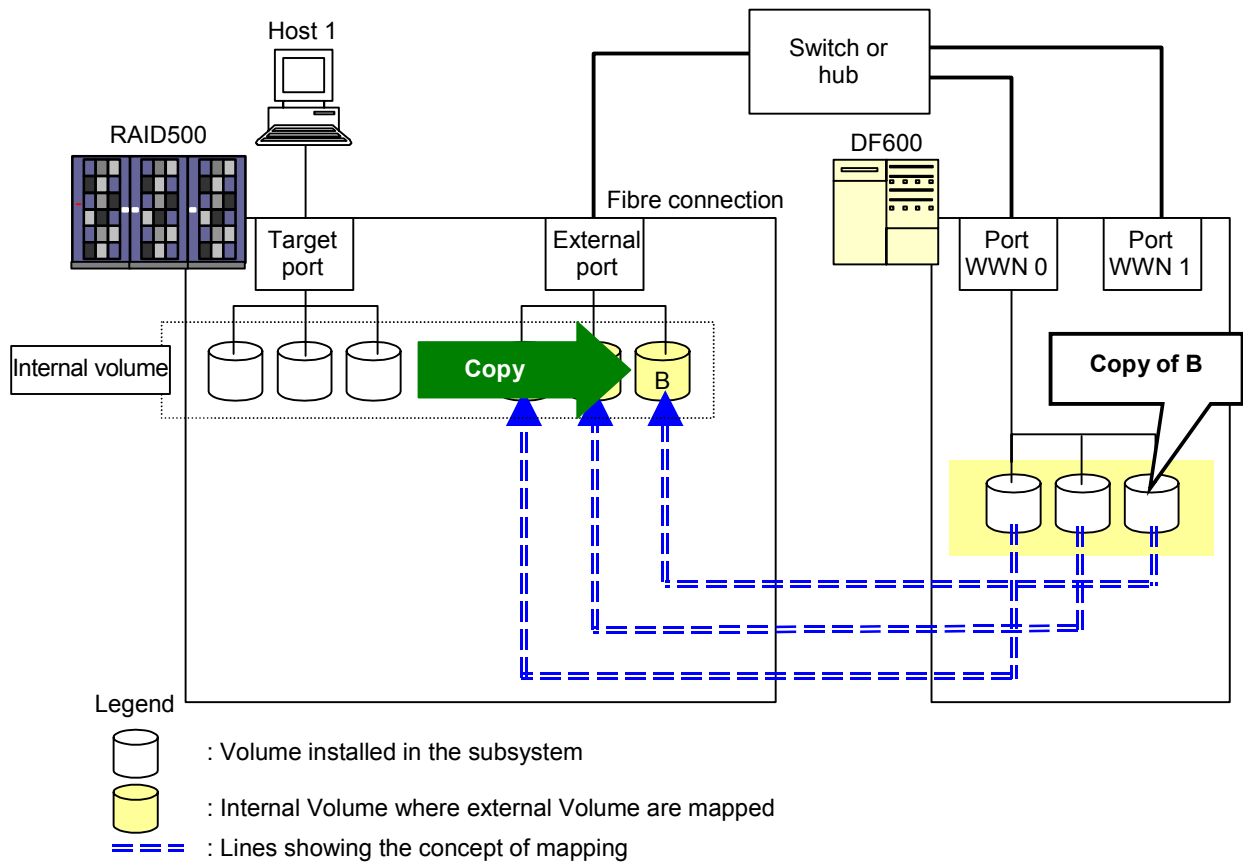 Host 1
Switch or
hub
RAID500
DF600
Fibre connection
Target
port
External
port
Port
WWN 0
Port
WWN 1
Internal volume
Copy
B
Copy of B
Legend
: Volume installed in the subsystem
: Internal Volume where external Volume are mapped
: Lines showing the concept of mapping